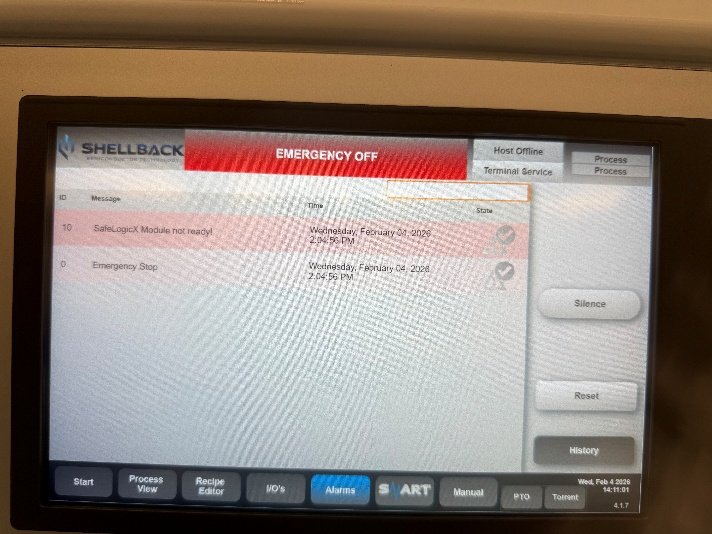 SHELLBACK
EMERGENCY OFF
Host Offline
Terminal Service
Process
Process
ID Message Time State
10 SafeLogicX Module not ready! Wednesday, February 04, 2026
2:04:56 PM
0 Emergency Stop Wednesday, February 04, 2026
2:04:56 PM
Silence
Reset
History
Start
Process
View
Recipe
Editor
I/O's
Alarms
SMART
Manual
PTO
Torrent
Wed, Feb 4 2026
14:11:01
4.1.7